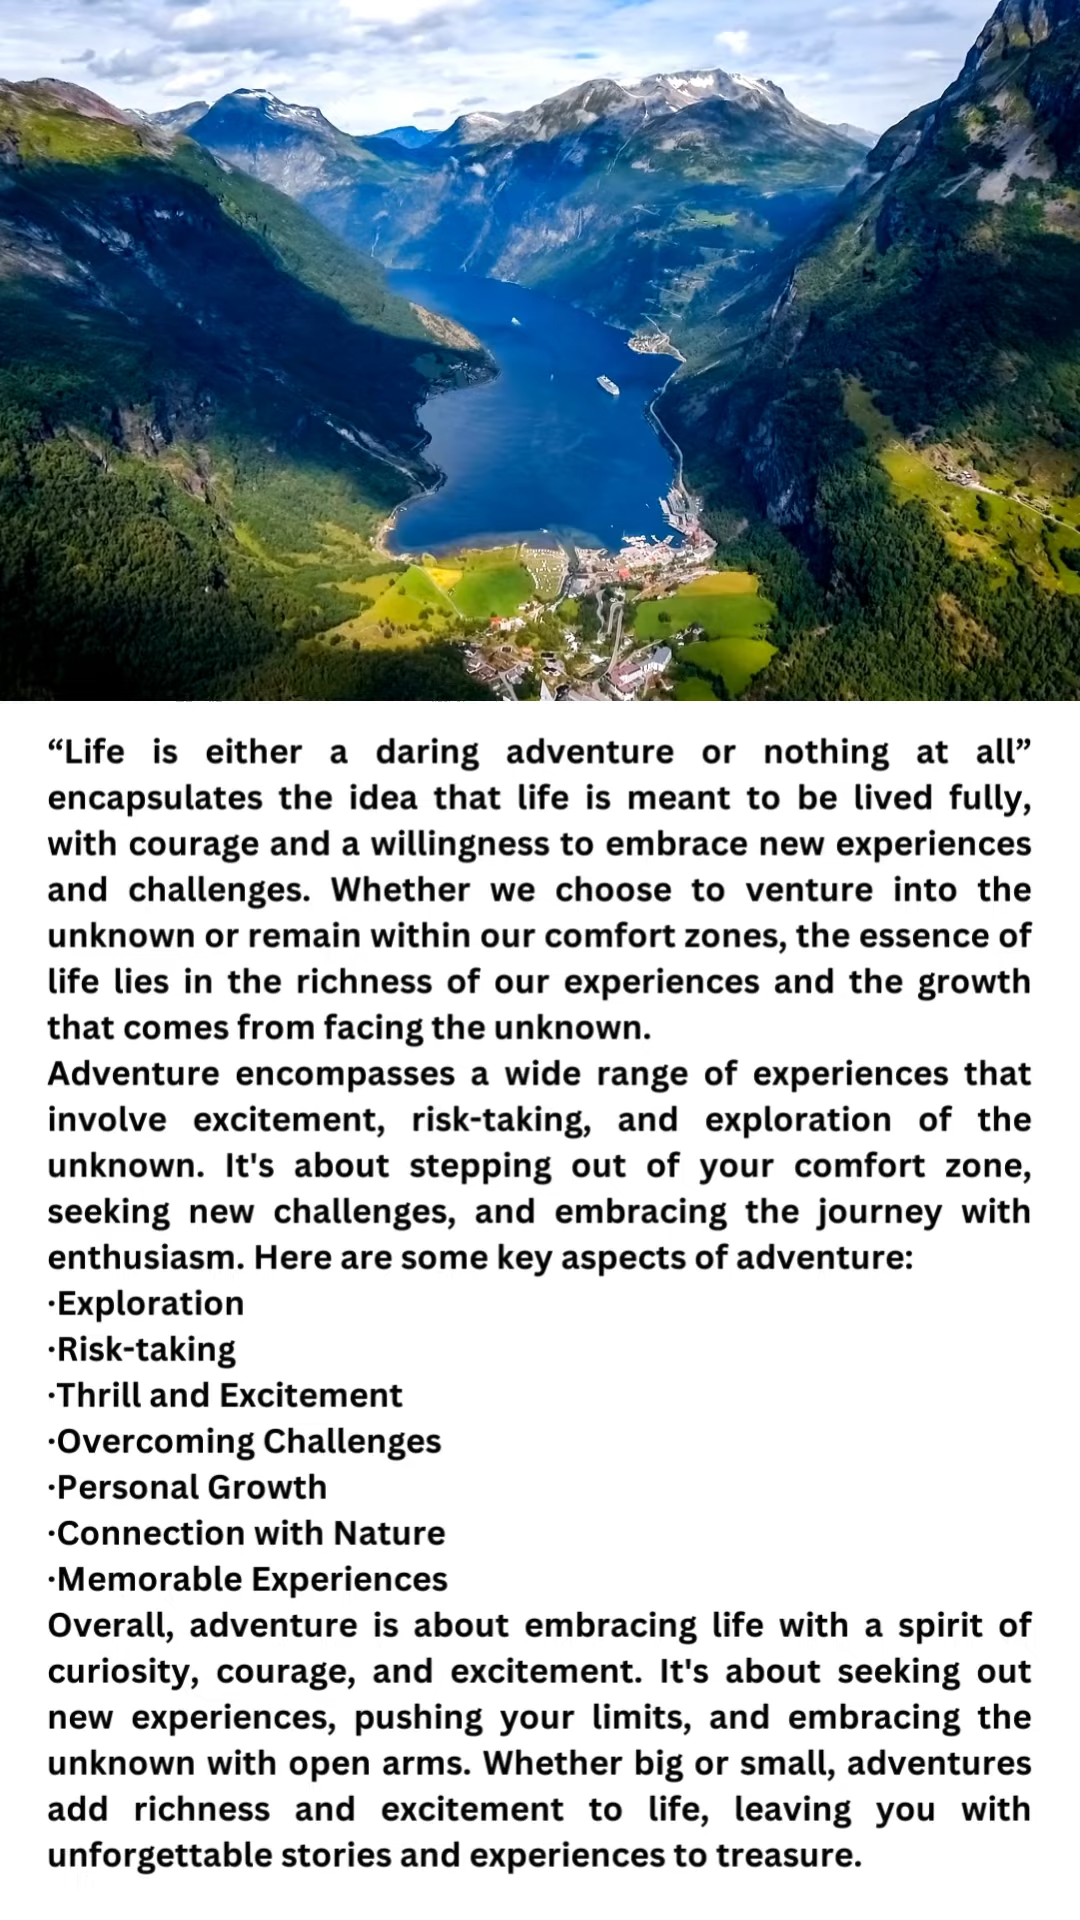 “Life is either a daring adventure or nothing at all”
encapsulates the idea that life is meant to be lived fully,
with courage and a willingness to embrace new experiences
and challenges. Whether we choose to venture into the
unknown or remain within our comfort zones, the essence of
life lies in the richness of our experiences and the growth
that comes from facing the unknown.
Adventure encompasses a wide range of experiences that
involve excitement, risk-taking, and exploration of the
unknown. It's about stepping out of your comfort zone,
seeking new challenges, and embracing the journey with
enthusiasm. Here are some key aspects of adventure:
·Exploration
·Risk-taking
·Thrill and Excitement
·Overcoming Challenges
·Personal Growth
·Connection with Nature
·Memorable Experiences
Overall, adventure is about embracing life with a spirit of
curiosity, courage, and excitement. It's about seeking out
new experiences, pushing your limits, and embracing the
unknown with open arms. Whether big or small, adventures
add richness and excitement to life, leaving you with
unforgettable stories and experiences to treasure.